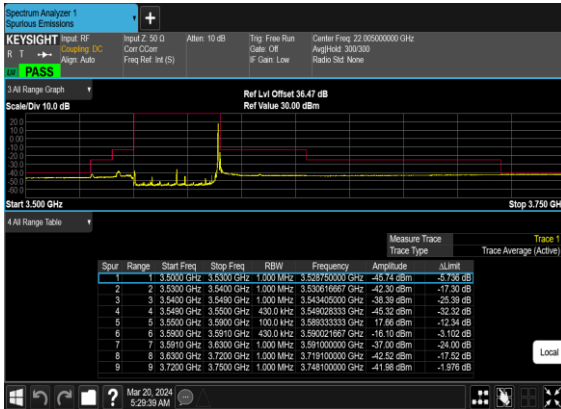 Spectrum Analyzer 1
Spurious Emissions
+
KEYSIGHT Input: RF Input Z: 50 Ω Atten: 10 dB Trig: Free Run Center Freq: 22.005000000 GHz
R T Coupling: DC Corr CCorr Gate: Off Avg|Hold: 300/300
Align: Auto Freq Ref: Int (S) IF Gain: Low Radio Std: None
LXI PASS
3 All Range Graph
Ref Lvl Offset 36.47 dB
Scale/Div 10.0 dB Ref Value 30.00 dBm
20.0
10.0
0.00
-10.0
-20.0
-30.0
-40.0
-50.0
-60.0
Start 3.500 GHz Stop 3.750 GH
4 All Range Table
Measure Trace Trace 1
Trace Type Trace Average (Active)
Spur Range Start Freq Stop Freq RBW Frequency Amplitude ΔLimit
1 1 3.5000 GHz 3.5300 GHz 1.000 MHz 3.528750000 GHz -45.74 dBm -5.736 dB
2 2 3.5300 GHz 3.5400 GHz 1.000 MHz 3.530616667 GHz -42.30 dBm -17.30 dB
3 3 3.5400 GHz 3.5490 GHz 1.000 MHz 3.543405000 GHz -38.39 dBm -25.39 dB
4 4 3.5490 GHz 3.5500 GHz 430.0 kHz 3.549028333 GHz -45.32 dBm -32.32 dB
5 5 3.5500 GHz 3.5900 GHz 100.0 kHz 3.589333333 GHz 17.66 dBm -12.34 dB
6 6 3.5900 GHz 3.5910 GHz 430.0 kHz 3.590021667 GHz -16.10 dBm -3.102 dB
7 7 3.5910 GHz 3.6300 GHz 1.000 MHz 3.591000000 GHz -37.00 dBm -24.00 dB
8 8 3.6300 GHz 3.7200 GHz 1.000 MHz 3.719100000 GHz -42.52 dBm -17.52 dB
9 9 3.7200 GHz 3.7500 GHz 1.000 MHz 3.748100000 GHz -41.98 dBm -1.976 dB
Local
?
Mar 20, 2024
5:29:39 AM